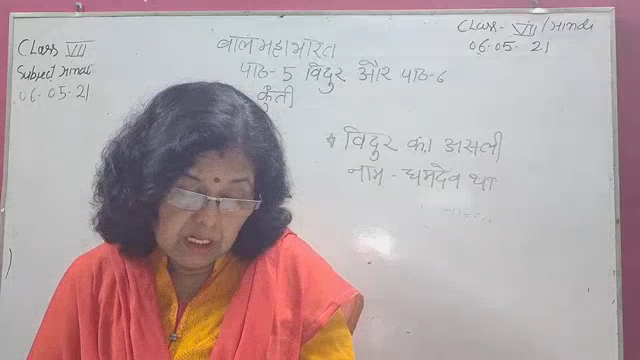 CLass VII
Subject Hindi
06.05.21
बाल महाभारत
पाठ-5 विदुर और पाठ-6
कुंती
CLass- VII/Hindi
06.05.21
* विदुर का असली
नाम - धर्मदेव था